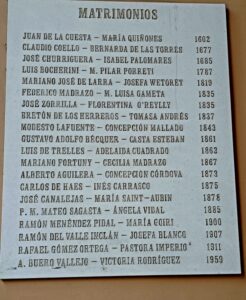 MATRIMONIOS
JUAN DE LA CUESTA – MARÍA QUIÑONES 1602
CLAUDIO COELLO – BERNARDA DE LAS TORRES 1677
JOSÉ CHURRIGUERA – ISABEL PALOMARES 1685
LUIS BOCHERINI – M. PILAR PORRETI 1787
MARIANO JOSÉ DE LARRA – JOSEFA WETORET 1819
FEDERICO MADRAZO – M. LUISA GAMETA 1835
JOSÉ ZORRILLA – FLORENTINA O'REYLLY 1835
BRETÓN DE LOS HERREROS – TOMASA ANDRÉS 1837
MODESTO LAFUENTE – CONCEPCIÓN MALLADO 1843
GUSTAVO ADOLFO BÉCQUER – CASTA ESTEBAN 1861
LUIS DE TRELLES – ADELAIDA CUADRADO 1863
MARIANO FORTUNY – CECILIA MADRAZO 1867
ALBERTO AGUILERA – CONCEPCIÓN CÓRDOVA 1873
CARLOS DE HAES – INÉS CARRASCO 1875
JOSÉ CANALEJAS – MARÍA SAINT-AUBIN 1878
P. M. MATEO SAGASTA – ÁNGELA VIDAL 1885
RAMÓN MENÉNDEZ PIDAL – MARÍA GOIRI 1900
RAMÓN DEL VALLE INCLÁN – JOSEFA BLANCO 1907
RAFAEL GÓMEZ ORTEGA – PASTORA IMPERIO 1911
A. BUERO VALLEJO – VICTORIA RODRÍGUEZ 1959